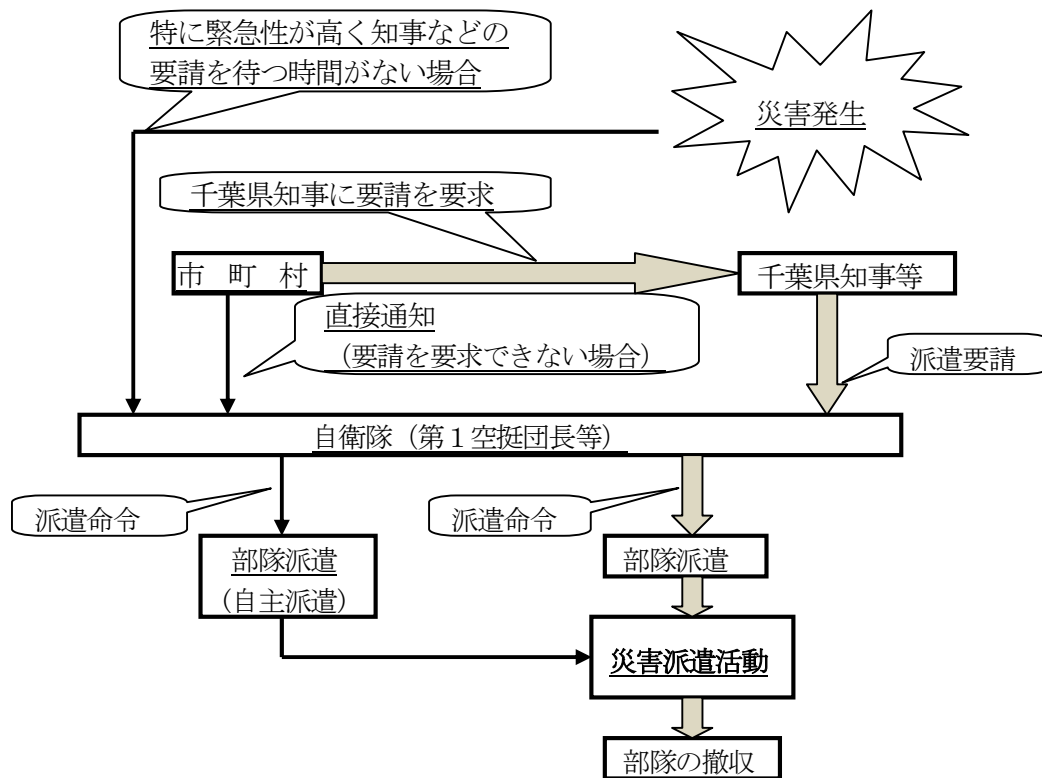 特に緊急性が高く知事などの
要請を待つ時間がない場合
災害発生
千葉県知事に要請を要求
市 町 村
千葉県知事等
直接通知
(要請を要求できない場合)
派遣要請
自衛隊(第1空挺団長等)
派遣命令
派遣命令
部隊派遣
(自主派遣)
部隊派遣
災害派遣活動
部隊の撤収